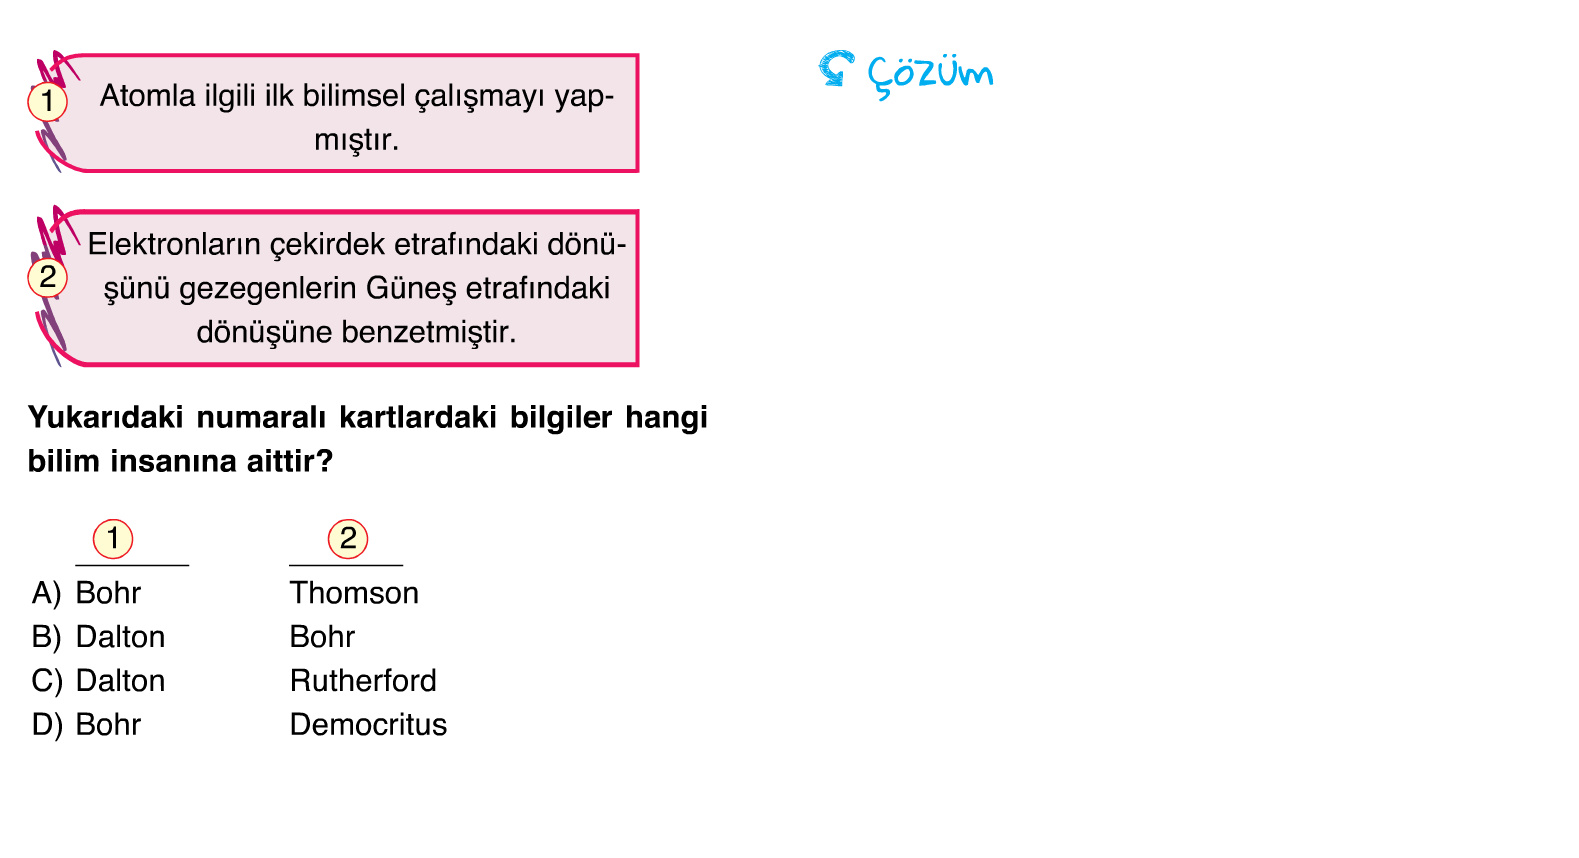 1
Atomla ilgili ilk bilimsel çalışmayı yap-
mıştır.
2
Elektronların çekirdek etrafındaki dönü-
şünü gezegenlerin Güneş etrafındaki
dönüşüne benzetmiştir.
Yukarıdaki numaralı kartlardaki bilgiler hangi
bilim insanına aittir?
1 2
A) Bohr Thomson
B) Dalton Bohr
C) Dalton Rutherford
D) Bohr Democritus
Çözüm